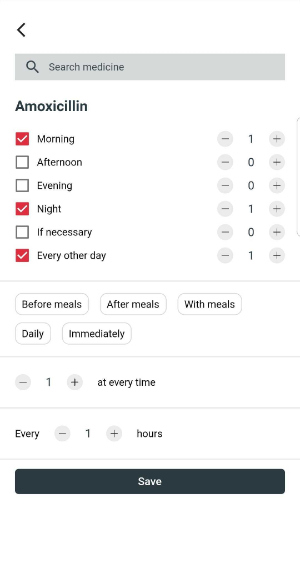 Search medicine
Amoxicillin
Morning − 1 +
Afternoon − 0 +
Evening − 0 +
Night − 1 +
If necessary − 0 +
Every other day − 1 +
Before meals After meals With meals
Daily Immediately
− 1 + at every time
Every − 1 + hours
Save